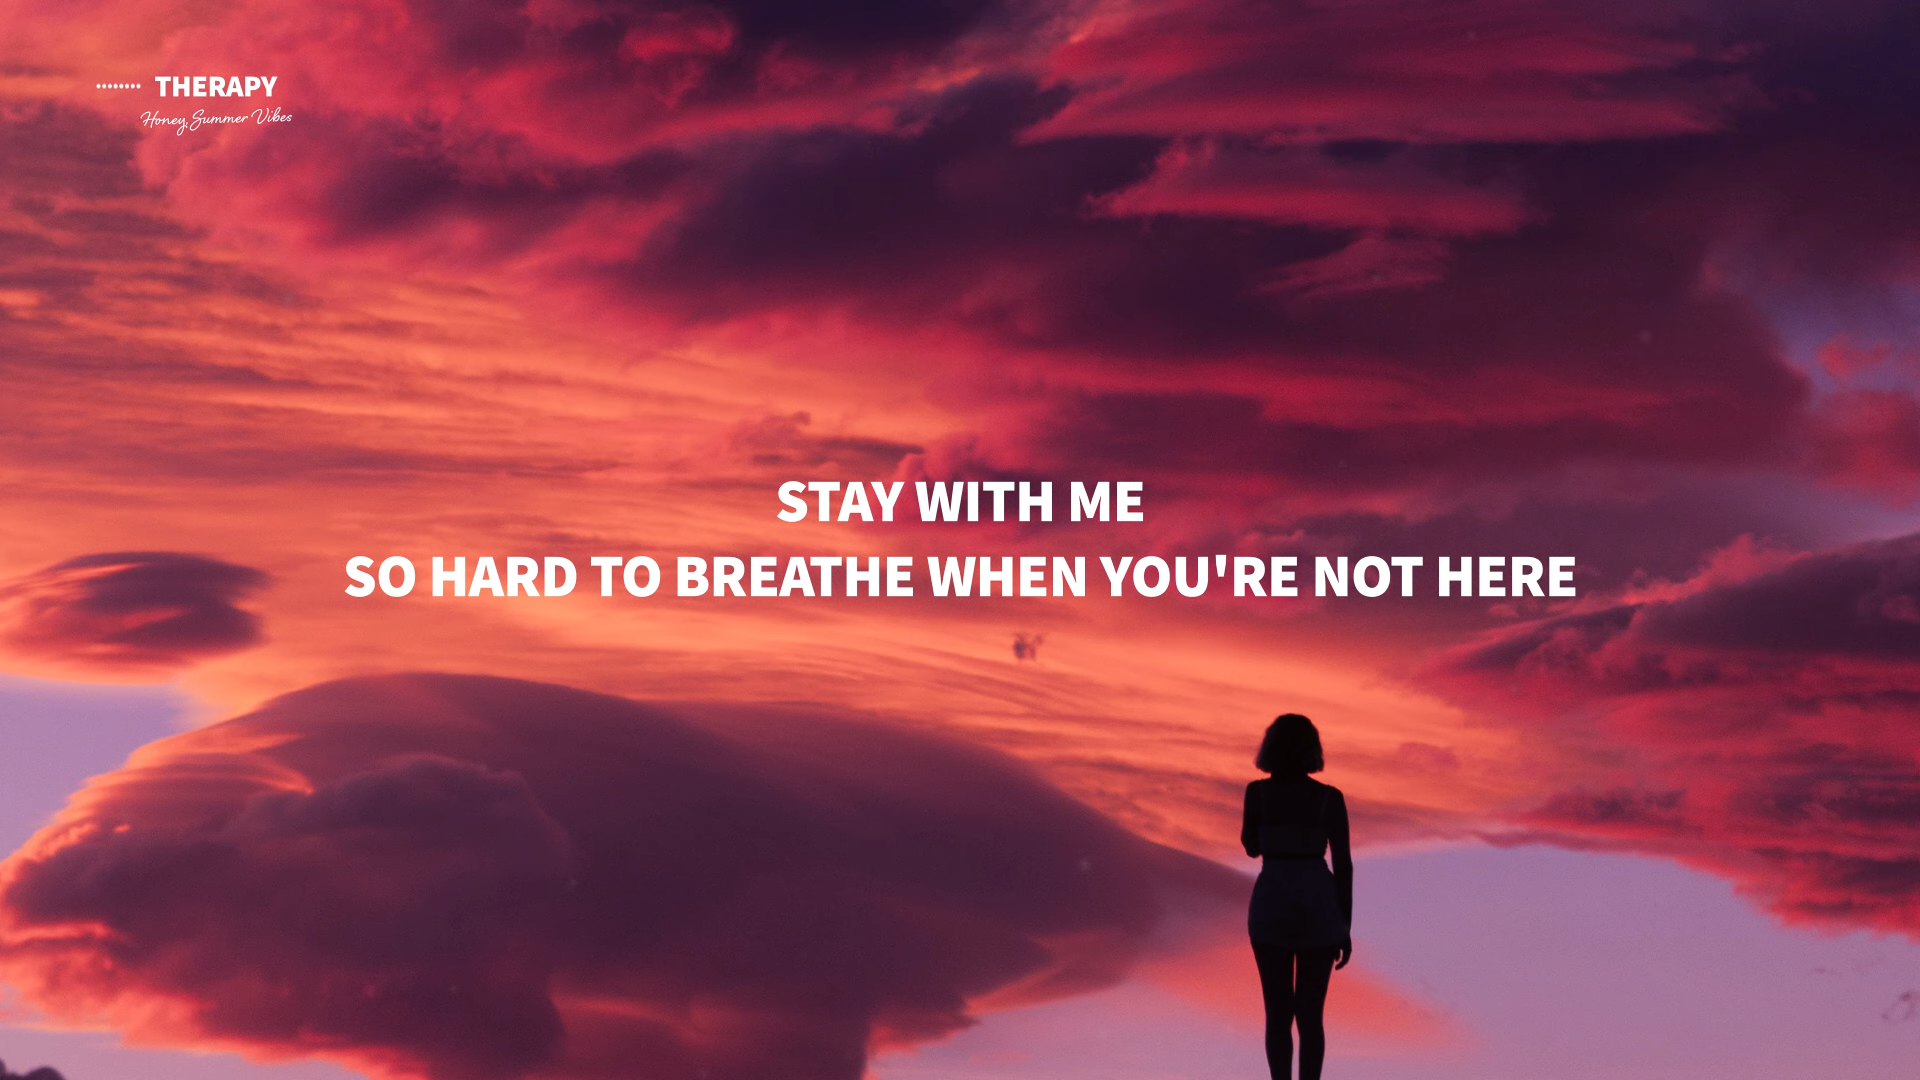 THERAPY
Honey, Summer Vibes
STAY WITH ME
SO HARD TO BREATHE WHEN YOU'RE NOT HERE